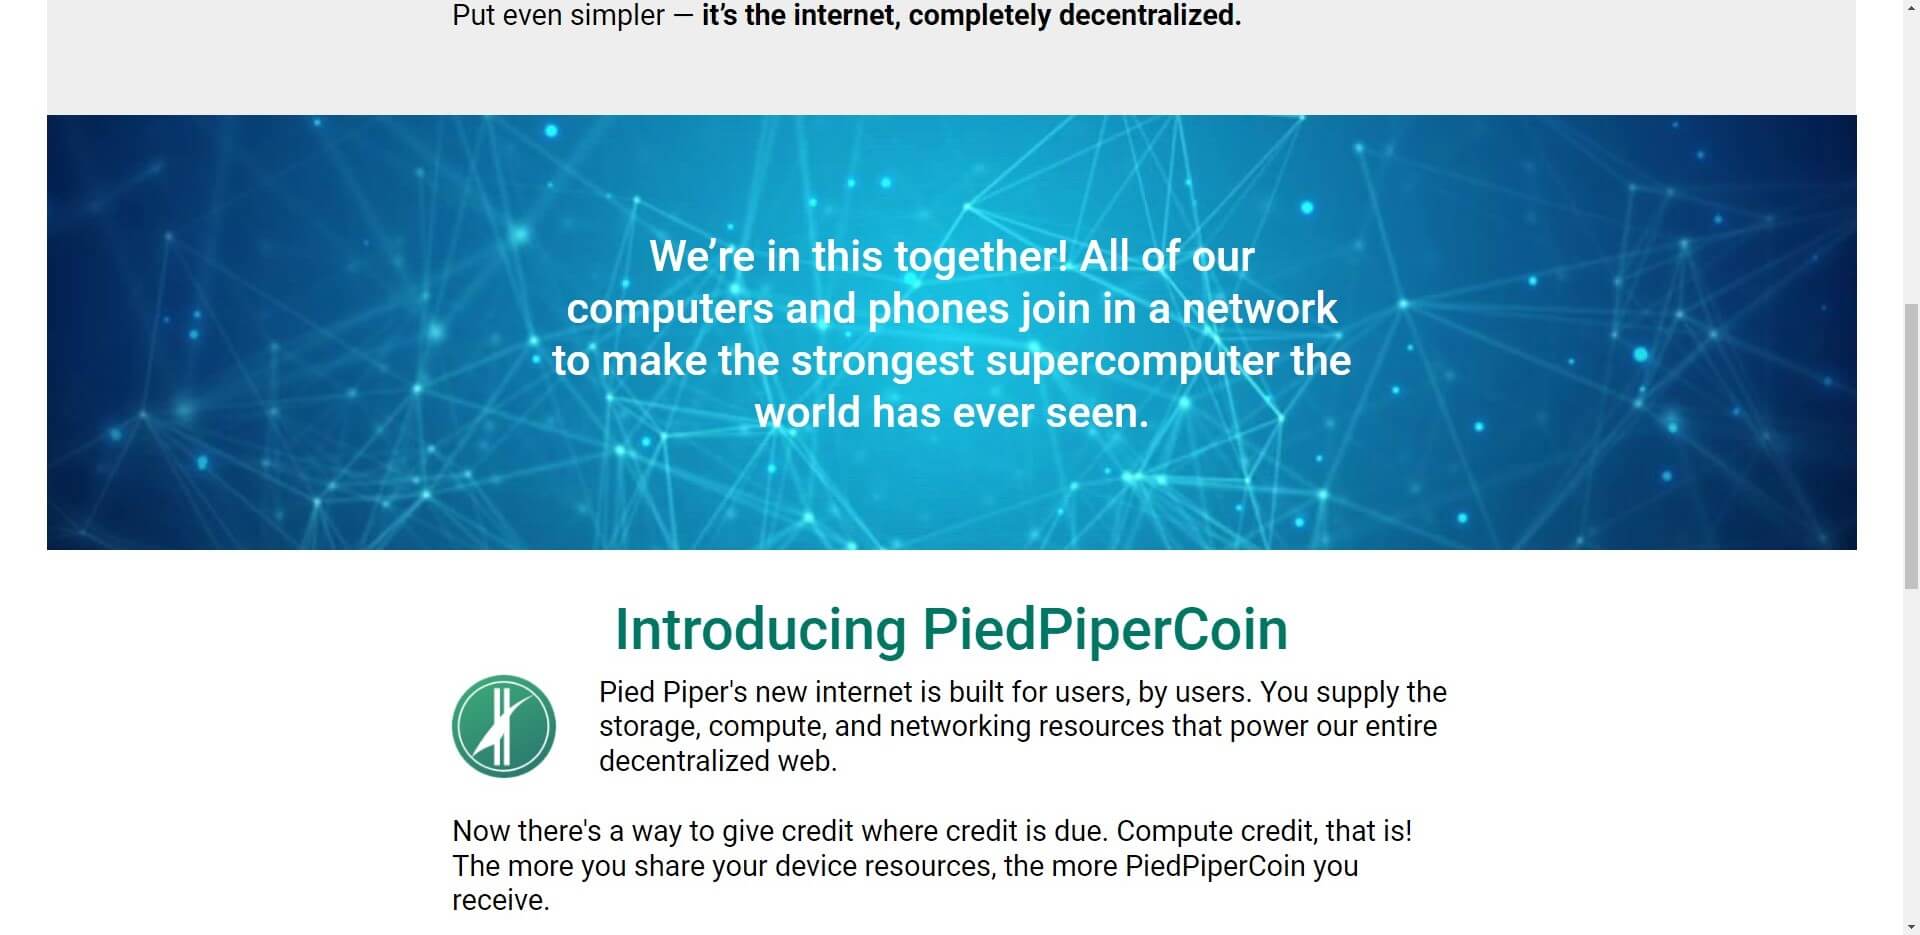 Put even simpler — it’s the internet, completely decentralized.
We’re in this together! All of our
computers and phones join in a network
to make the strongest supercomputer the
world has ever seen.
Introducing PiedPiperCoin
Pied Piper's new internet is built for users, by users. You supply the
storage, compute, and networking resources that power our entire
decentralized web.
Now there's a way to give credit where credit is due. Compute credit, that is!
The more you share your device resources, the more PiedPiperCoin you
receive.